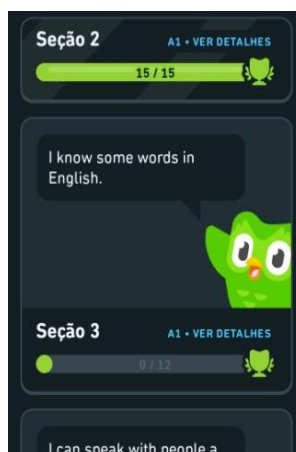 Seção 2
A1 • VER DETALHES
15 / 15
I know some words in
English.
Seção 3
A1 • VER DETALHES
0 / 12
I can speak with people a